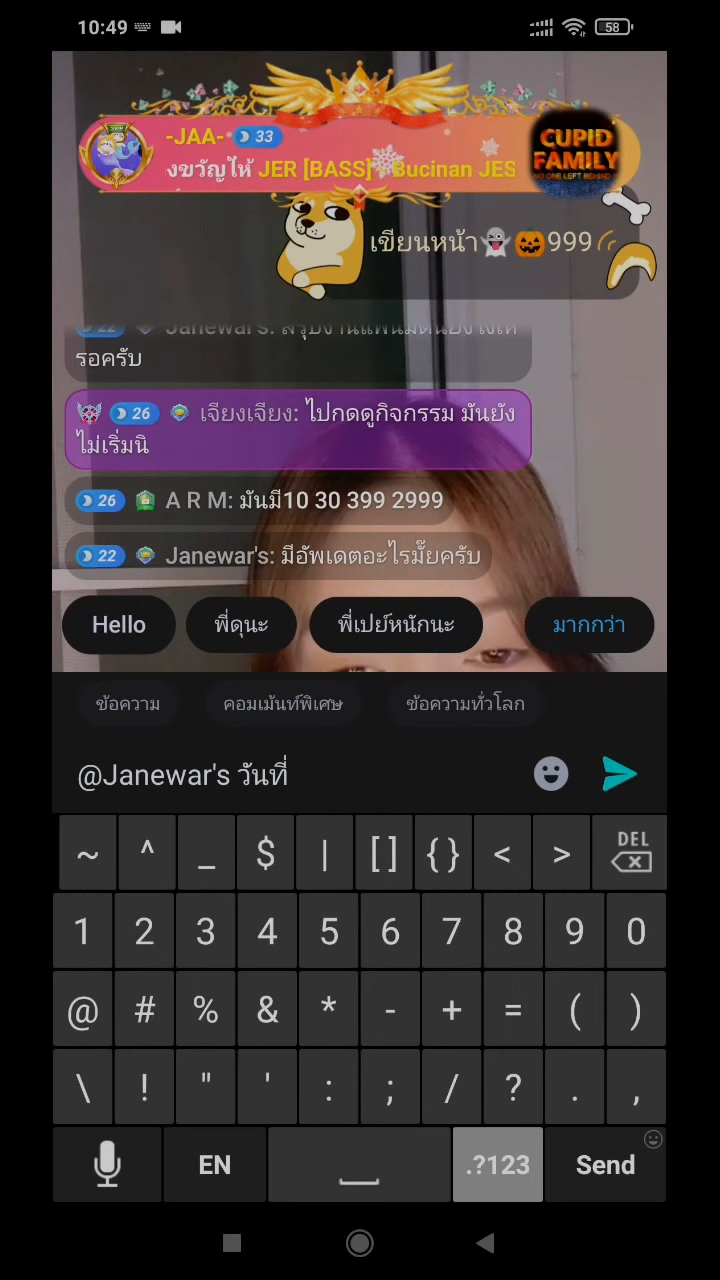 10:49
58
-JAA- 33
งขวัญให้ JER [BASS] Bucinan JES
CUPID
FAMILY
NO ONE LEFT BEHIND
เขียนหน้า👻🎃999
22 Janewar's:
รอครับ
26 เจียงเจียง: ไปกดดูกิจกรรม มันยัง
ไม่เริ่มนิ
26 A R M: มันมี10 30 399 2999
22 Janewar's: มีอัพเดตอะไรมั้ยครับ
Hello พี่ดุนะ พี่เปย์หนักนะ มากกว่า
ข้อความ คอมเม้นท์พิเศษ ข้อความทั่วโลก
@Janewar's วันที่
~ ^ _ $ | [ ] { } < > DEL
1 2 3 4 5 6 7 8 9 0
@ # % & * - + = ( )
\ ! " ' : ; / ? . ,
EN .?123 Send